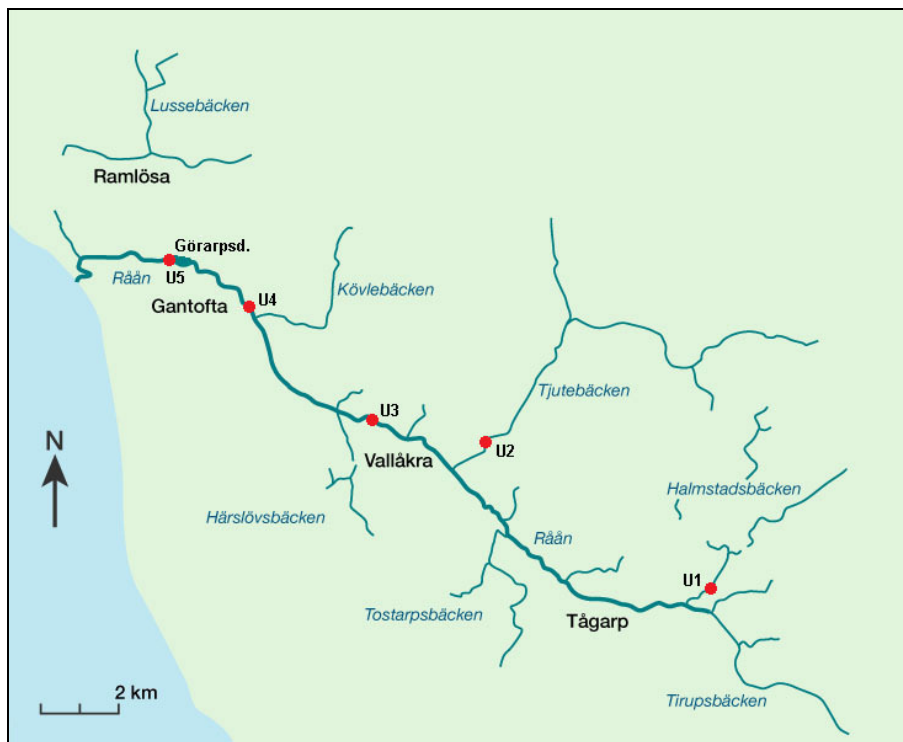 Lussebäcken
Ramlösa
Görarpsd.
Råån
U5
Gantofta
U4
Kövlebäcken
Tjutebäcken
U3
N
U2
Vallåkra
Halmstadsbäcken
Härslövsbäcken
Råån
U1
Tostarpsbäcken
Tågarp
2 km
Tirupsbäcken